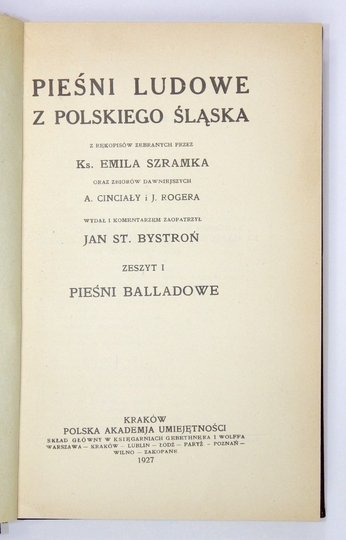 PIEŚNI LUDOWE
Z POLSKIEGO ŚLĄSKA
Z RĘKOPISÓW ZEBRANYCH PRZEZ
Ks. EMILA SZRAMKA
ORAZ ZBIORÓW DAWNIEJSZYCH
A. CINCIAŁY i J. ROGERA
WYDAŁ I KOMENTARZEM ZAOPATRZYŁ
JAN ST. BYSTROŃ
ZESZYT I
PIEŚNI BALLADOWE
KRAKÓW
POLSKA AKADEMJA UMIEJĘTNOŚCI
SKŁAD GŁÓWNY W KSIĘGARNIACH GEBETHNERA I WOLFFA
WARSZAWA — KRAKÓW — LUBLIN — ŁÓDŹ — PARYŻ — POZNAŃ —
WILNO — ZAKOPANE
1927